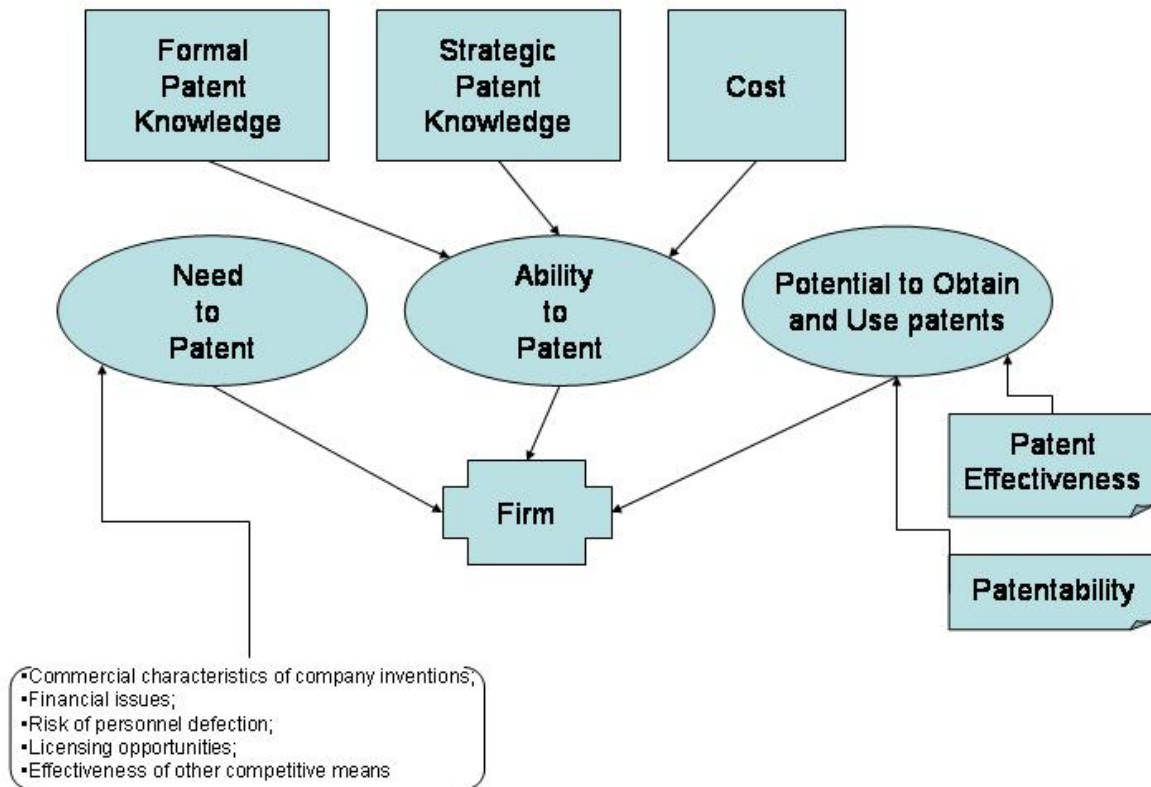 Formal
Patent
Knowledge
Strategic
Patent
Knowledge
Cost
Need
to
Patent
Ability
to
Patent
Potential to Obtain
and Use patents
Patent
Effectiveness
Firm
Patentability
▪Commercial characteristics of company inventions;
▪Financial issues;
▪Risk of personnel defection;
▪Licensing opportunities;
▪Effectiveness of other competitive means